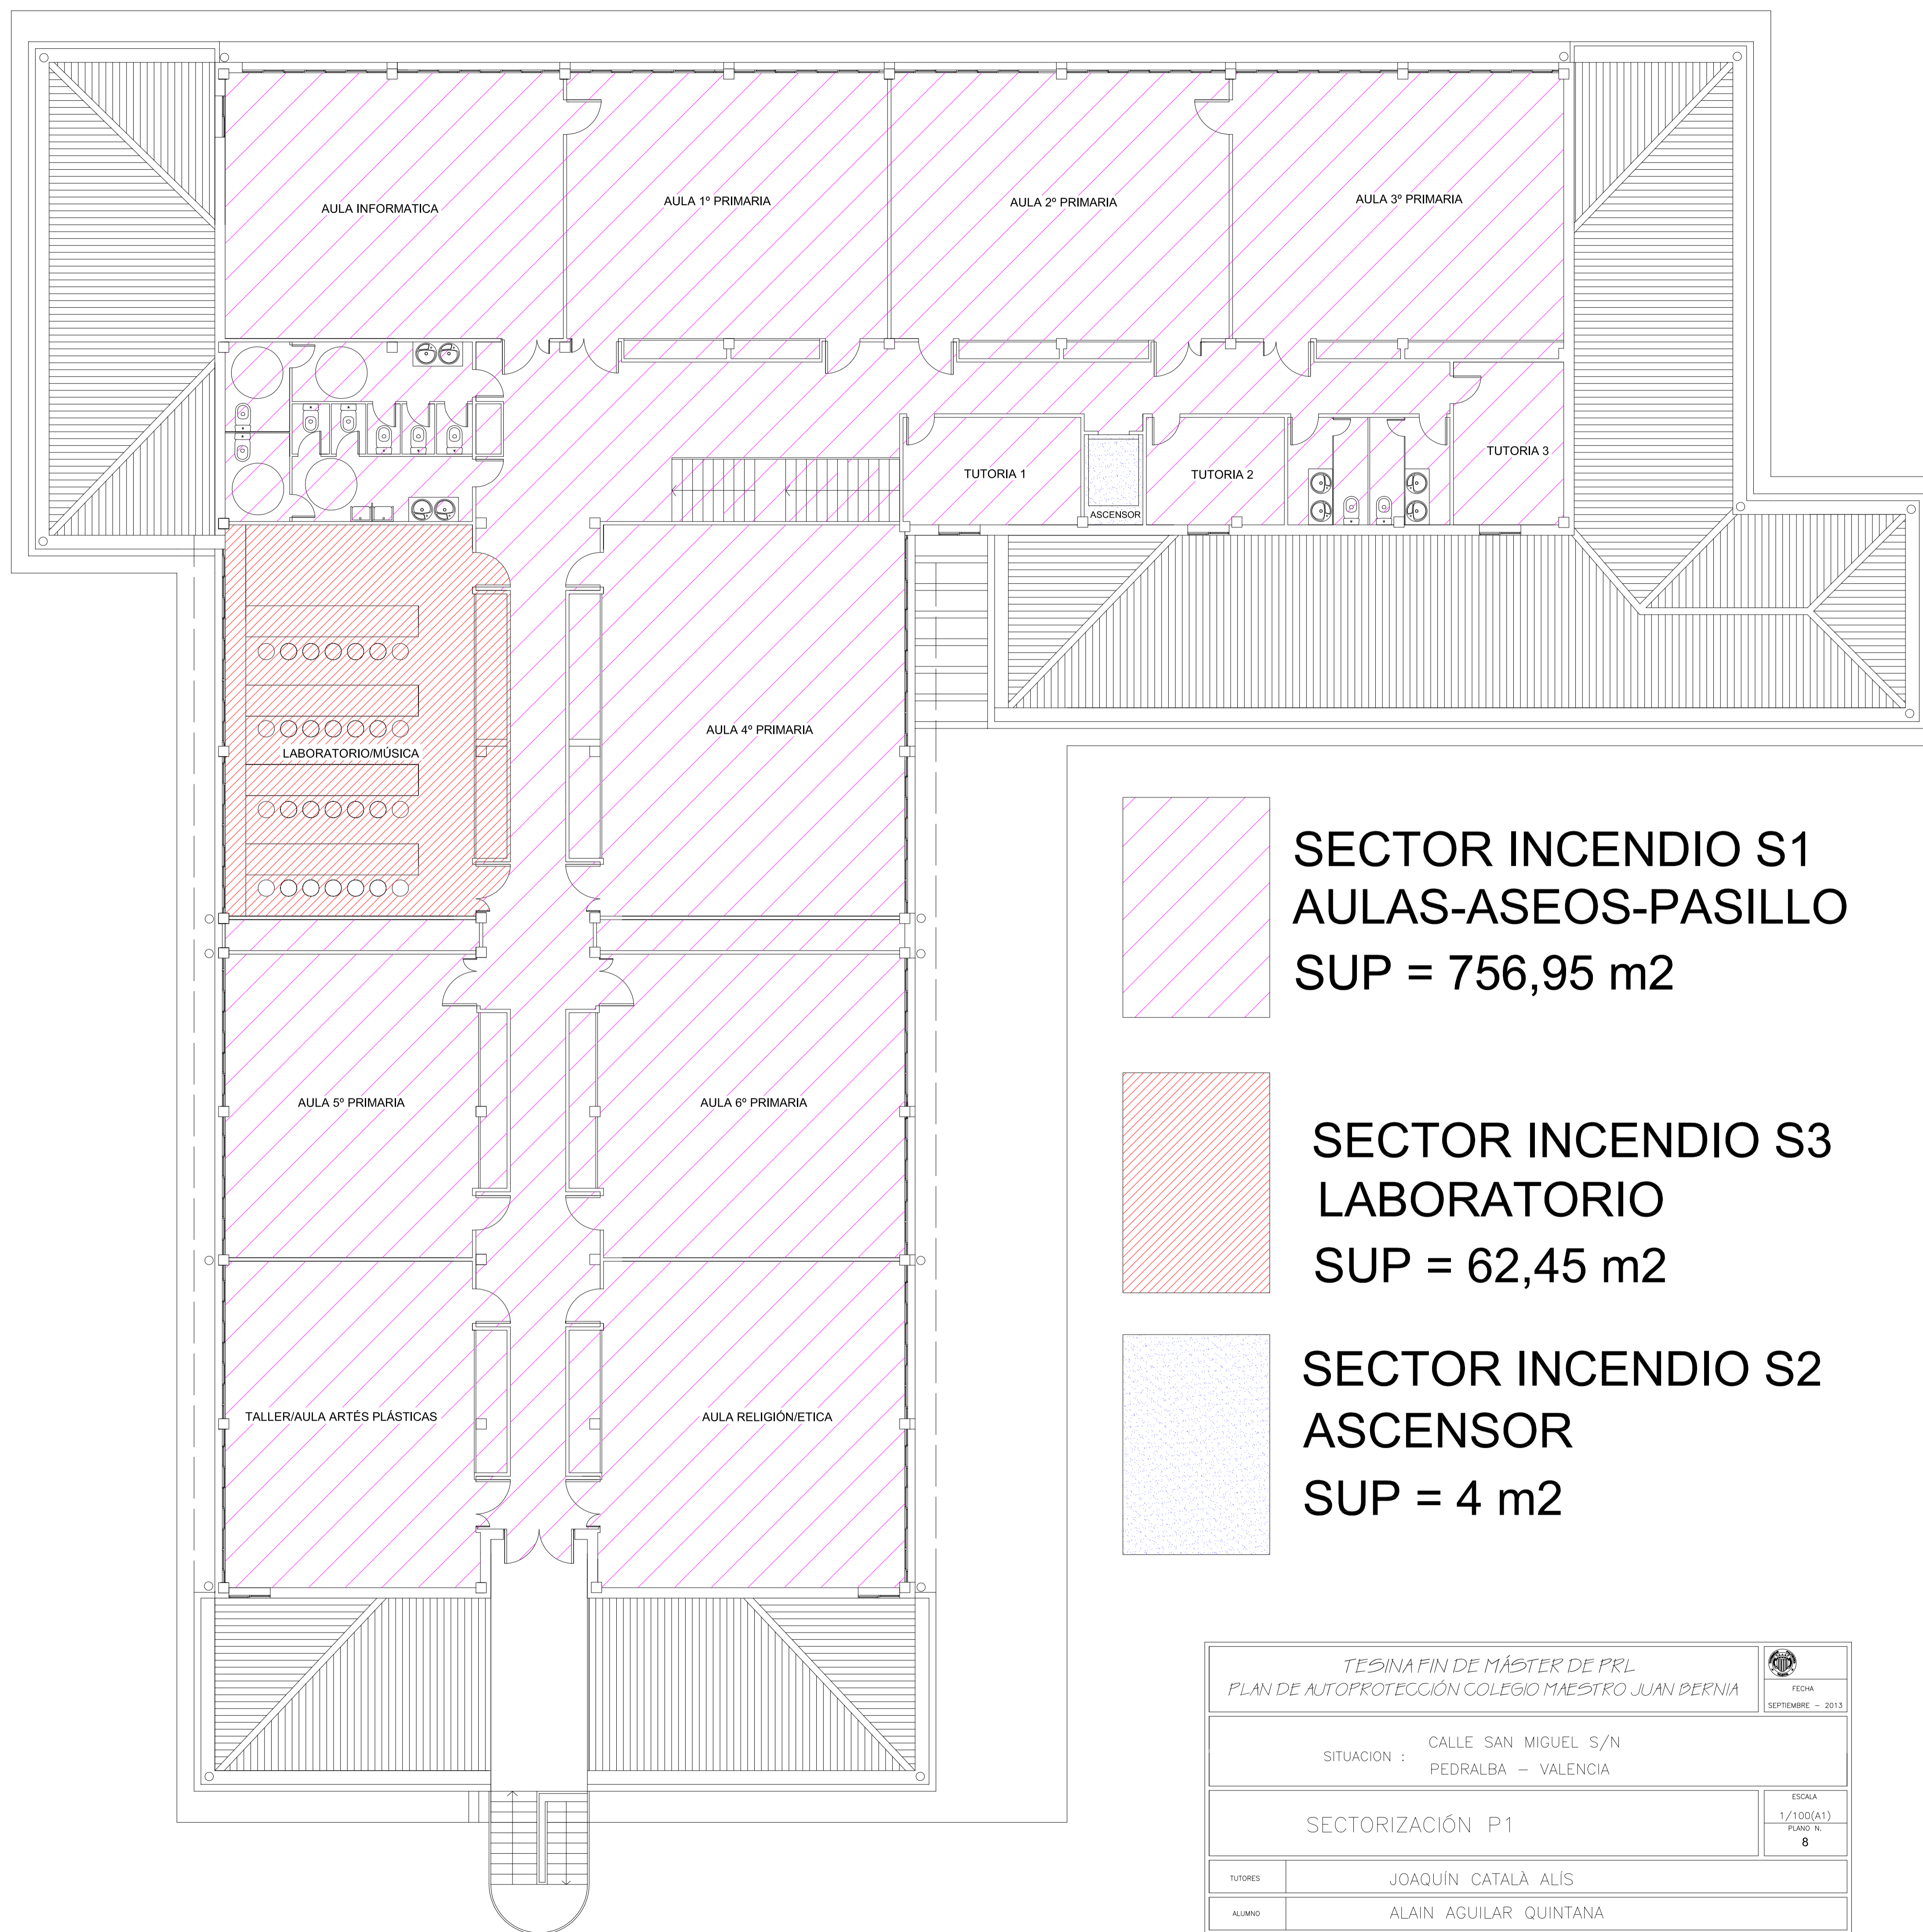 AULA INFORMATICA
AULA 1º PRIMARIA
AULA 2º PRIMARIA
AULA 3º PRIMARIA
TUTORIA 1
ASCENSOR
TUTORIA 2
TUTORIA 3
LABORATORIO/MÚSICA
AULA 4º PRIMARIA
AULA 5º PRIMARIA
AULA 6º PRIMARIA
TALLER/AULA ARTÉS PLÁSTICAS
AULA RELIGIÓN/ETICA
SECTOR INCENDIO S1
AULAS-ASEOS-PASILLO
SUP = 756,95 m2
SECTOR INCENDIO S3
LABORATORIO
SUP = 62,45 m2
SECTOR INCENDIO S2
ASCENSOR
SUP = 4 m2
TESINA FIN DE MÁSTER DE PRL
PLAN DE AUTOPROTECCIÓN COLEGIO MAESTRO JUAN BERNIA
FECHA
SEPTIEMBRE – 2013
SITUACION :
CALLE SAN MIGUEL S/N
PEDRALBA – VALENCIA
SECTORIZACIÓN P1
ESCALA
1/100(A1)
PLANO N.
8
TUTORES
JOAQUÍN CATALÀ ALÍS
ALUMNO
ALAIN AGUILAR QUINTANA